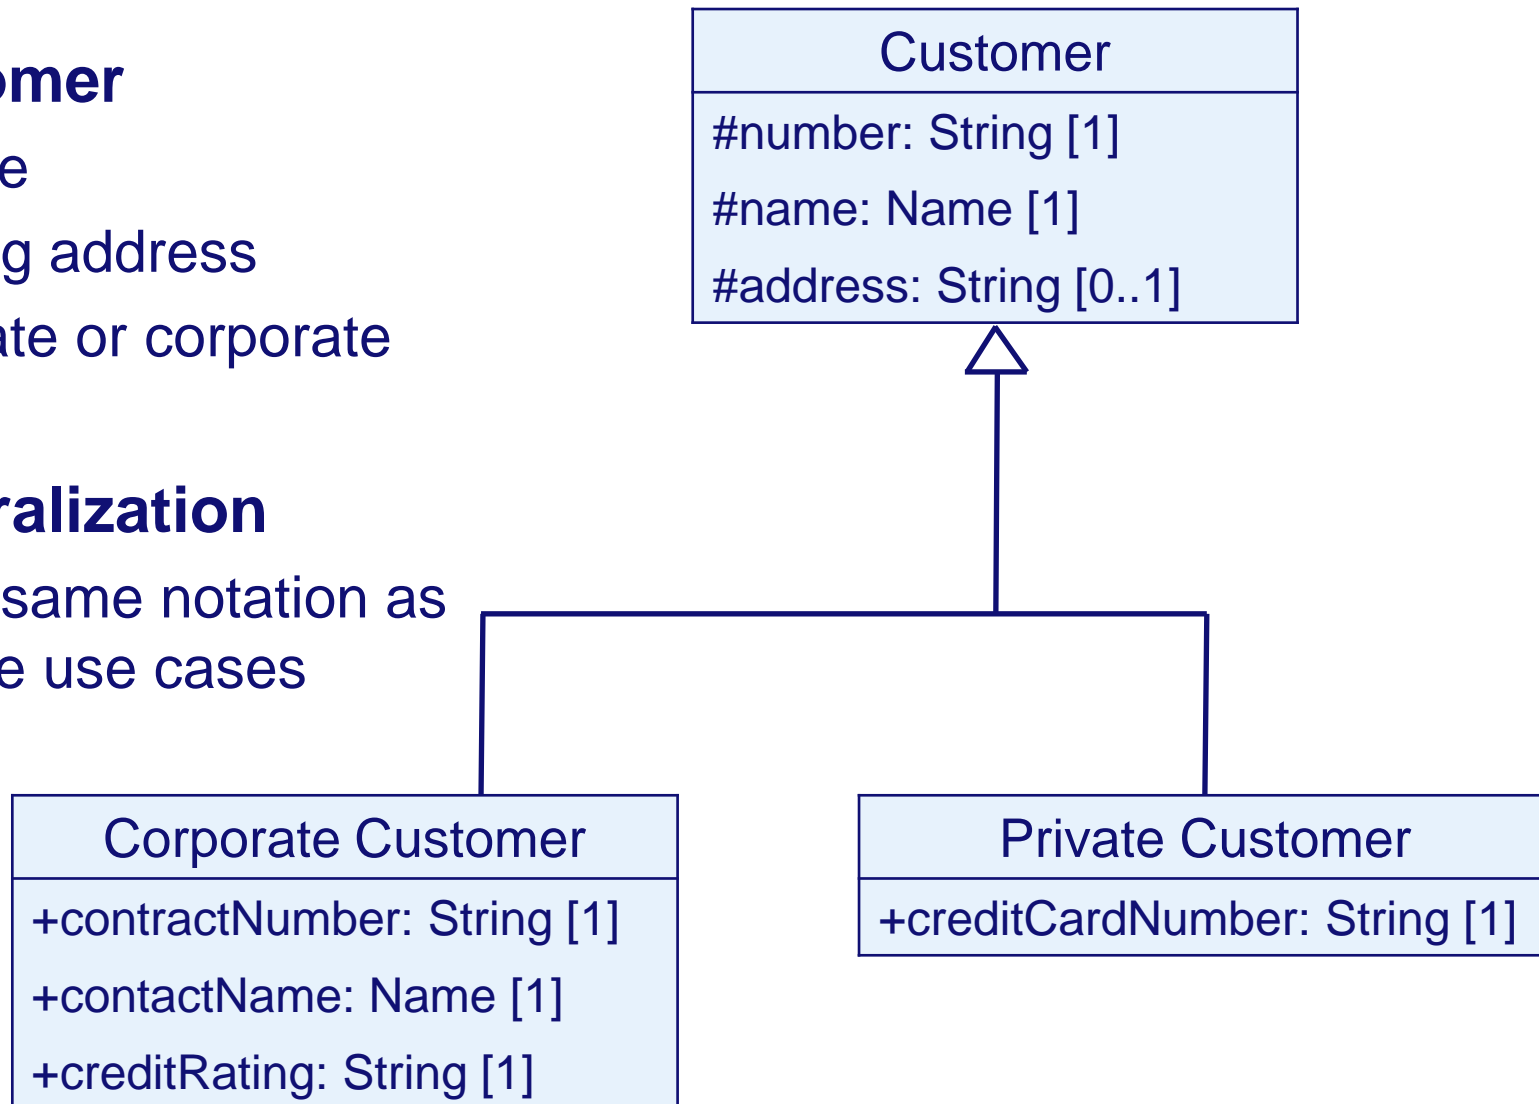 omer
e
g address
ate or corporate
ralization
same notation as
e use cases
Customer
#number: String [1]
#name: Name [1]
#address: String [0..1]
Corporate Customer
+contractNumber: String [1]
+contactName: Name [1]
+creditRating: String [1]
Private Customer
+creditCardNumber: String [1]